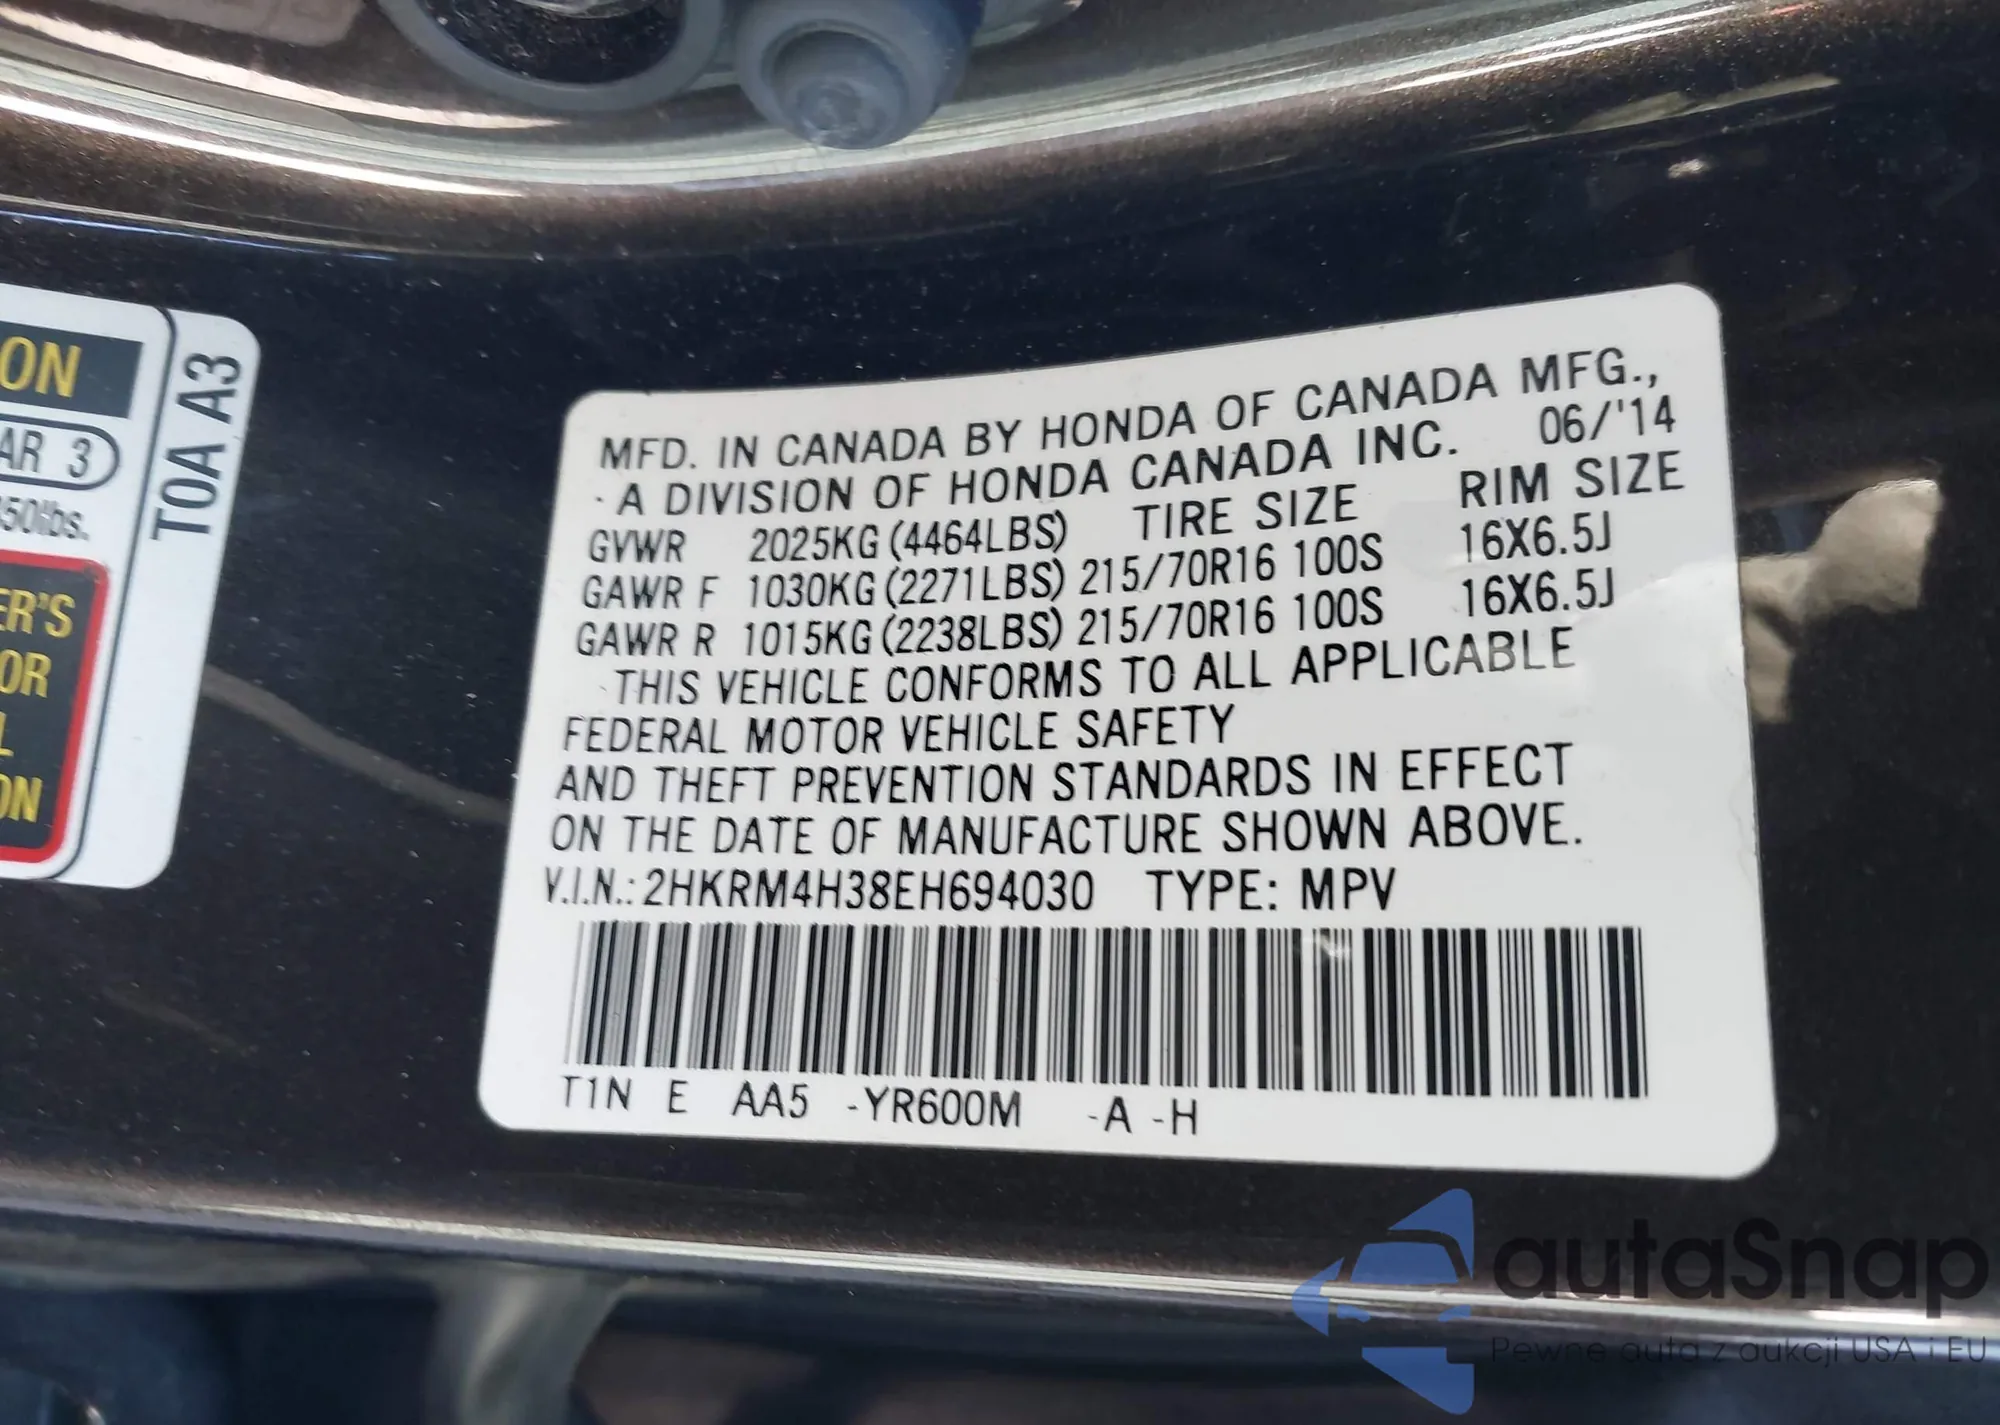 ON
AR 3
350lbs.
ER'S
OR
L
ON
TOA A3
MFD. IN CANADA BY HONDA OF CANADA MFG.,
A DIVISION OF HONDA CANADA INC. 06/'14
GVWR 2025KG (4464LBS) TIRE SIZE RIM SIZE
GAWR F 1030KG (2271LBS) 215/70R16 100S 16X6.5J
GAWR R 1015KG (2238LBS) 215/70R16 100S 16X6.5J
THIS VEHICLE CONFORMS TO ALL APPLICABLE
FEDERAL MOTOR VEHICLE SAFETY
AND THEFT PREVENTION STANDARDS IN EFFECT
ON THE DATE OF MANUFACTURE SHOWN ABOVE.
V.I.N.: 2HKRM4H38EH694030 TYPE: MPV
T1N E AA5 -YR600M -A -H
autaSnap
Pewne auta z aukcji USA i EU